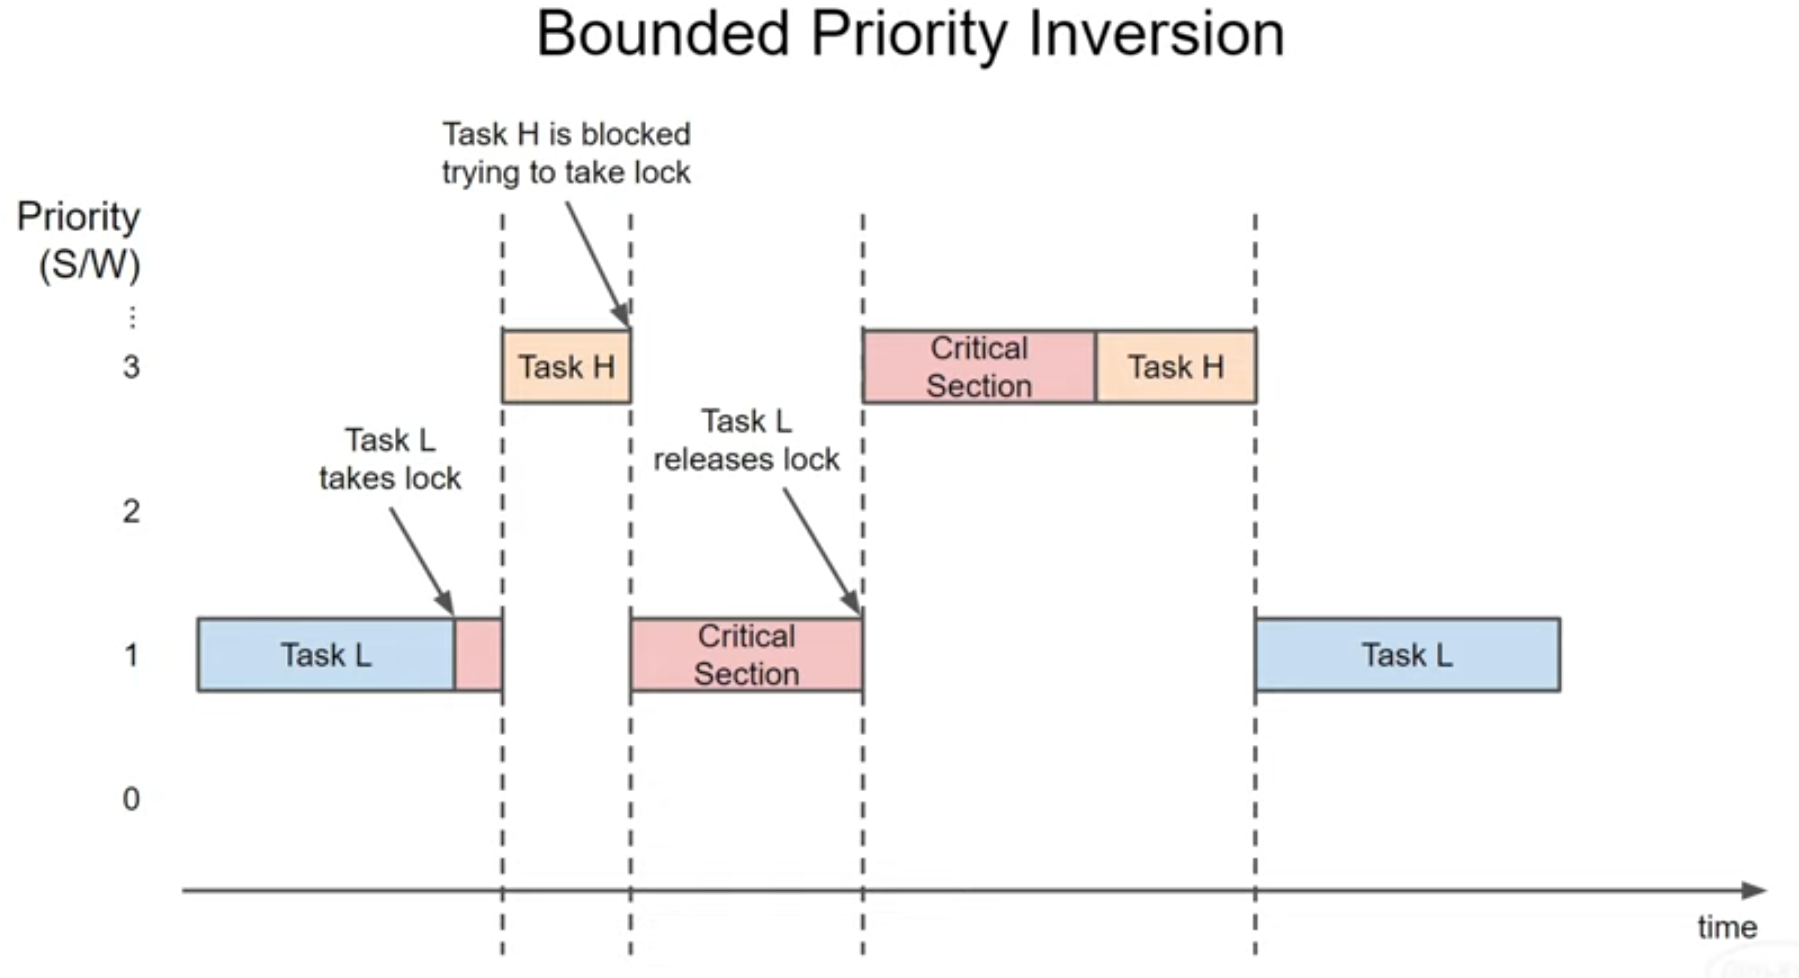 Bounded Priority Inversion
Task H is blocked
trying to take lock
Priority
(S/W)
⋮
3
Task H
Critical
Section
Task H
Task L
takes lock
Task L
releases lock
2
1
Task L
Critical
Section
Task L
0
time